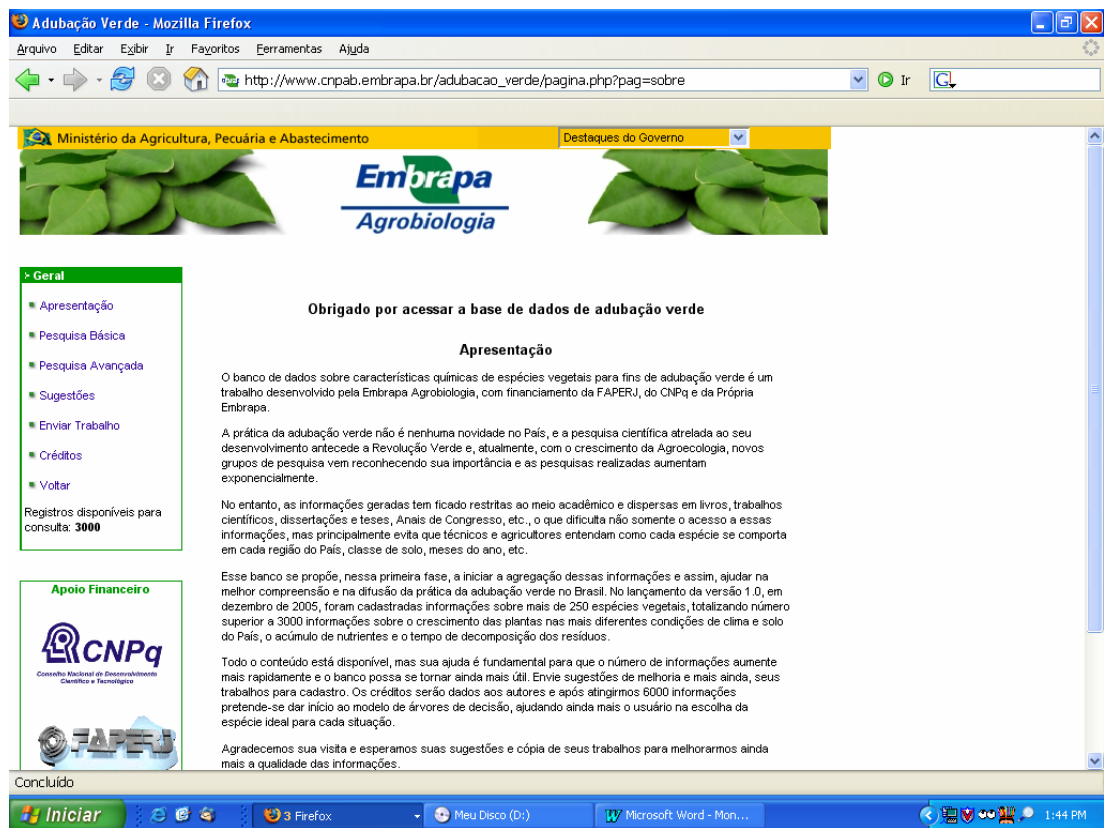 Adubação Verde - Mozilla Firefox
Arquivo Editar Exibir Ir Favoritos Ferramentas Ajuda
http://www.cnpab.embrapa.br/adubacao_verde/pagina.php?pag=sobre
Ir
G
Ministério da Agricultura, Pecuária e Abastecimento
Destaques do Governo
Embrapa
Agrobiologia
Geral
Apresentação
Pesquisa Básica
Pesquisa Avançada
Sugestões
Enviar Trabalho
Créditos
Voltar
Registros disponíveis para
consulta: 3000
Apoio Financeiro
CNPq
Conselho Nacional de Desenvolvimento
Científico e Tecnológico
FAPERJ
Obrigado por acessar a base de dados de adubação verde
Apresentação
O banco de dados sobre características químicas de espécies vegetais para fins de adubação verde é um
trabalho desenvolvido pela Embrapa Agrobiologia, com financiamento da FAPERJ, do CNPq e da Própria
Embrapa.
A prática da adubação verde não é nenhuma novidade no País, e a pesquisa científica atrelada ao seu
desenvolvimento antecede a Revolução Verde e, atualmente, com o crescimento da Agroecologia, novos
grupos de pesquisa vem reconhecendo sua importância e as pesquisas realizadas aumentam
exponencialmente.
No entanto, as informações geradas tem ficado restritas ao meio acadêmico e dispersas em livros, trabalhos
científicos, dissertações e teses, Anais de Congresso, etc., o que dificulta não somente o acesso a essas
informações, mas principalmente evita que técnicos e agricultores entendam como cada espécie se comporta
em cada região do País, classe de solo, meses do ano, etc.
Esse banco se propõe, nessa primeira fase, a iniciar a agregação dessas informações e assim, ajudar na
melhor compreensão e na difusão da prática da adubação verde no Brasil. No lançamento da versão 1.0, em
dezembro de 2005, foram cadastradas informações sobre mais de 250 espécies vegetais, totalizando número
superior a 3000 informações sobre o crescimento das plantas nas mais diferentes condições de clima e solo
do País, o acúmulo de nutrientes e o tempo de decomposição dos resíduos.
Todo o conteúdo está disponível, mas sua ajuda é fundamental para que o número de informações aumente
mais rapidamente e o banco possa se tornar ainda mais útil. Envie sugestões de melhoria e mais ainda, seus
trabalhos para cadastro. Os créditos serão dados aos autores e após atingirmos 6000 informações
pretende-se dar início ao modelo de árvores de decisão, ajudando ainda mais o usuário na escolha da
espécie ideal para cada situação.
Agradecemos sua visita e esperamos suas sugestões e cópia de seus trabalhos para melhorarmos ainda
mais a qualidade das informações.
Concluído
Iniciar
3 Firefox
Meu Disco (D:)
Microsoft Word - Mon...
1:44 PM